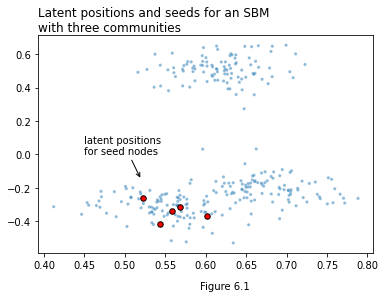 Latent positions and seeds for an SBM
with three communities
0.6
0.4
0.2
0.0
−0.2
−0.4
latent positions
for seed nodes
0.40 0.45 0.50 0.55 0.60 0.65 0.70 0.75 0.80
Figure 6.1